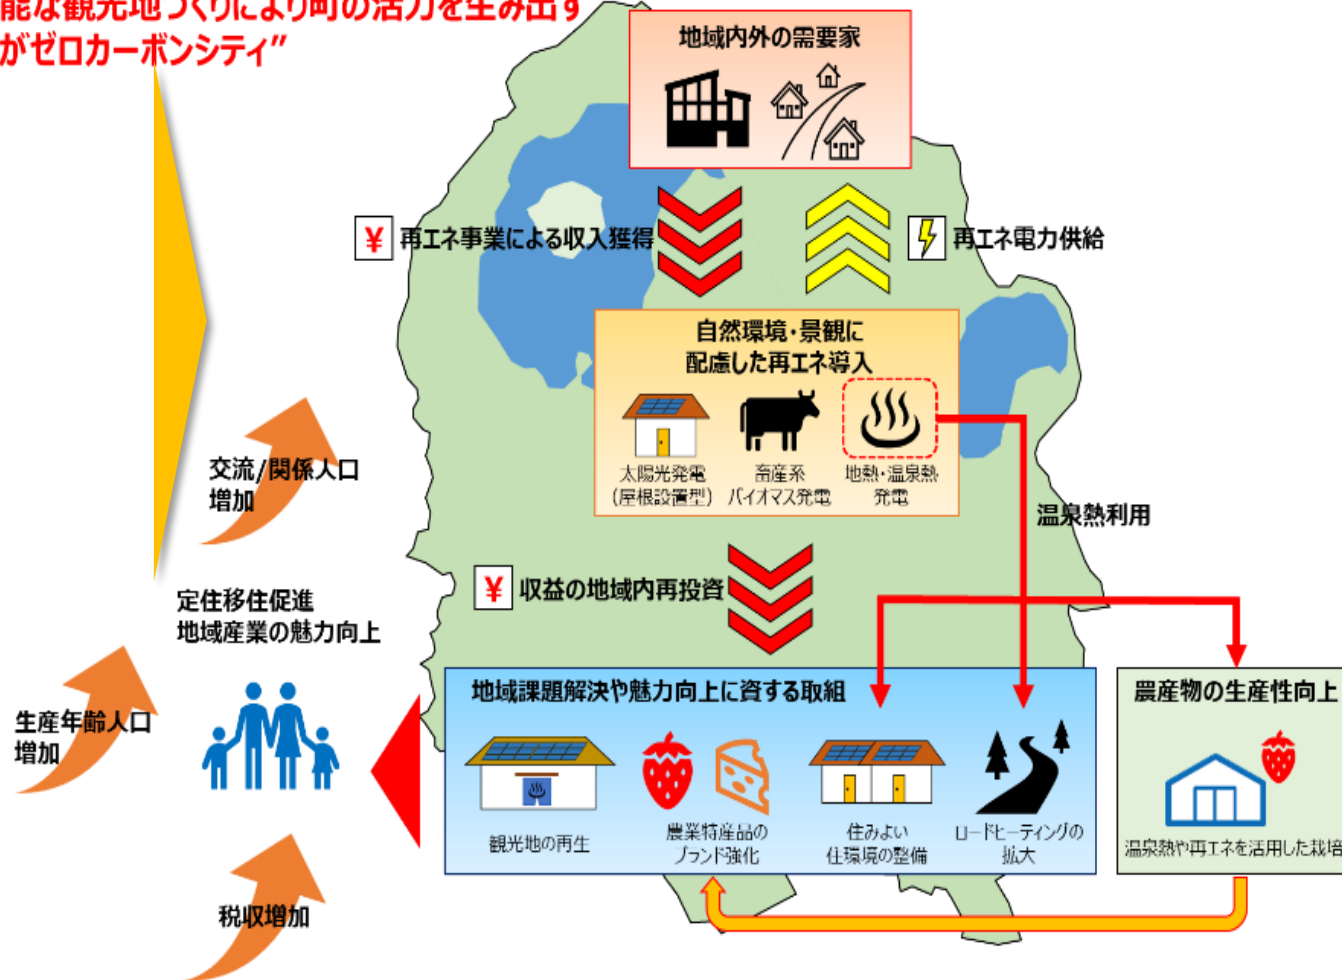 能な観光地づくりにより町の活力を生み出す
がゼロカーボンシティ”
地域内外の需要家
¥ 再エネ事業による収入獲得
再エネ電力供給
自然環境・景観に
配慮した再エネ導入
太陽光発電
（屋根設置型）
畜産系
バイオマス発電
地熱・温泉熱
発電
温泉熱利用
交流/関係人口
増加
¥ 収益の地域内再投資
定住移住促進
地域産業の魅力向上
生産年齢人口
増加
税収増加
地域課題解決や魅力向上に資する取組
観光地の再生
農業特産品の
ブランド強化
住みよい
住環境の整備
ロードヒーティングの
拡大
農産物の生産性向上
温泉熱や再エネを活用した栽培